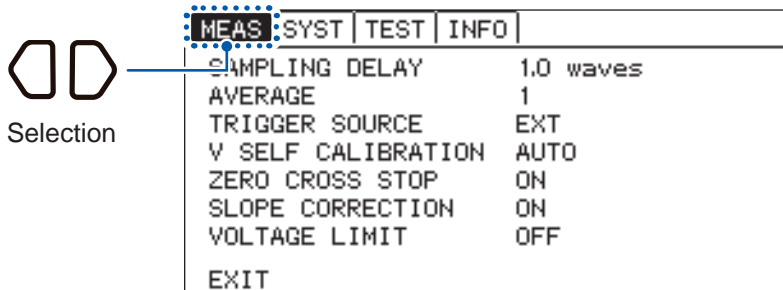 MEAS SYST TEST INFO
SAMPLING DELAY 1.0 waves
AVERAGE 1
TRIGGER SOURCE EXT
V SELF CALIBRATION AUTO
ZERO CROSS STOP ON
SLOPE CORRECTION ON
VOLTAGE LIMIT OFF
EXIT
Selection